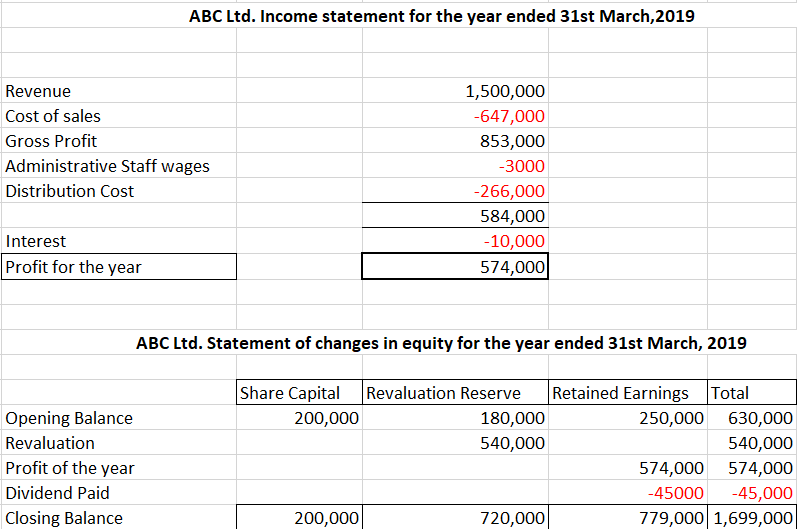 ABC Ltd. Income statement for the year ended 31st March,2019
Revenue 1,500,000
Cost of sales -647,000
Gross Profit 853,000
Administrative Staff wages -3000
Distribution Cost -266,000
584,000
Interest -10,000
Profit for the year 574,000
ABC Ltd. Statement of changes in equity for the year ended 31st March, 2019
Share Capital Revaluation Reserve Retained Earnings Total
Opening Balance 200,000 180,000 250,000 630,000
Revaluation 540,000 540,000
Profit of the year 574,000 574,000
Dividend Paid -45000 -45,000
Closing Balance 200,000 720,000 779,000 1,699,000